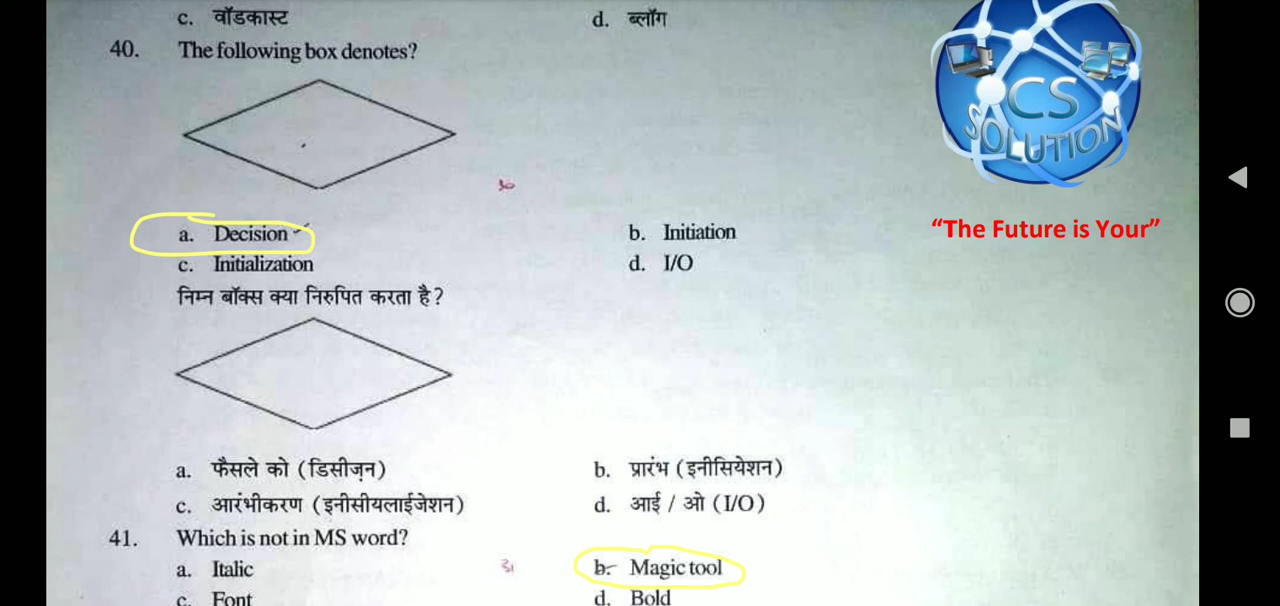 c. वॉडकास्ट d. ब्लॉग
40. The following box denotes?
a. Decision b. Initiation
c. Initialization d. I/O
निम्न बॉक्स क्या निरुपित करता है?
a. फैसले को (डिसीज़न) b. प्रारंभ (इनीसियेशन)
c. आरंभीकरण (इनीसीयलाईजेशन) d. आई / ओ (I/O)
41. Which is not in MS word?
a. Italic b. Magic tool
c. Font d. Bold
CS
SOLUTION
“The Future is Your”